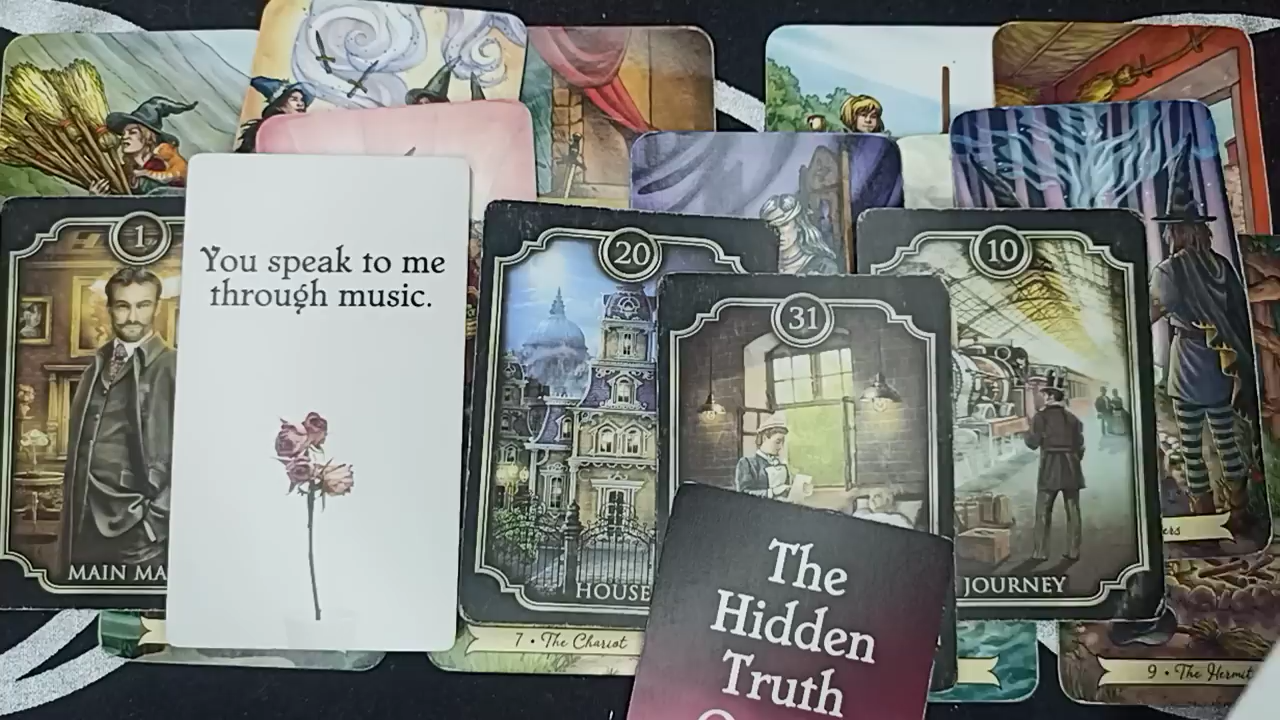 1
You speak to me
through music.
MAIN MA
20
HOUSE
7 • The Chariot
31
10
JOURNEY
ers
9 • The Hermit
The
Hidden
Truth